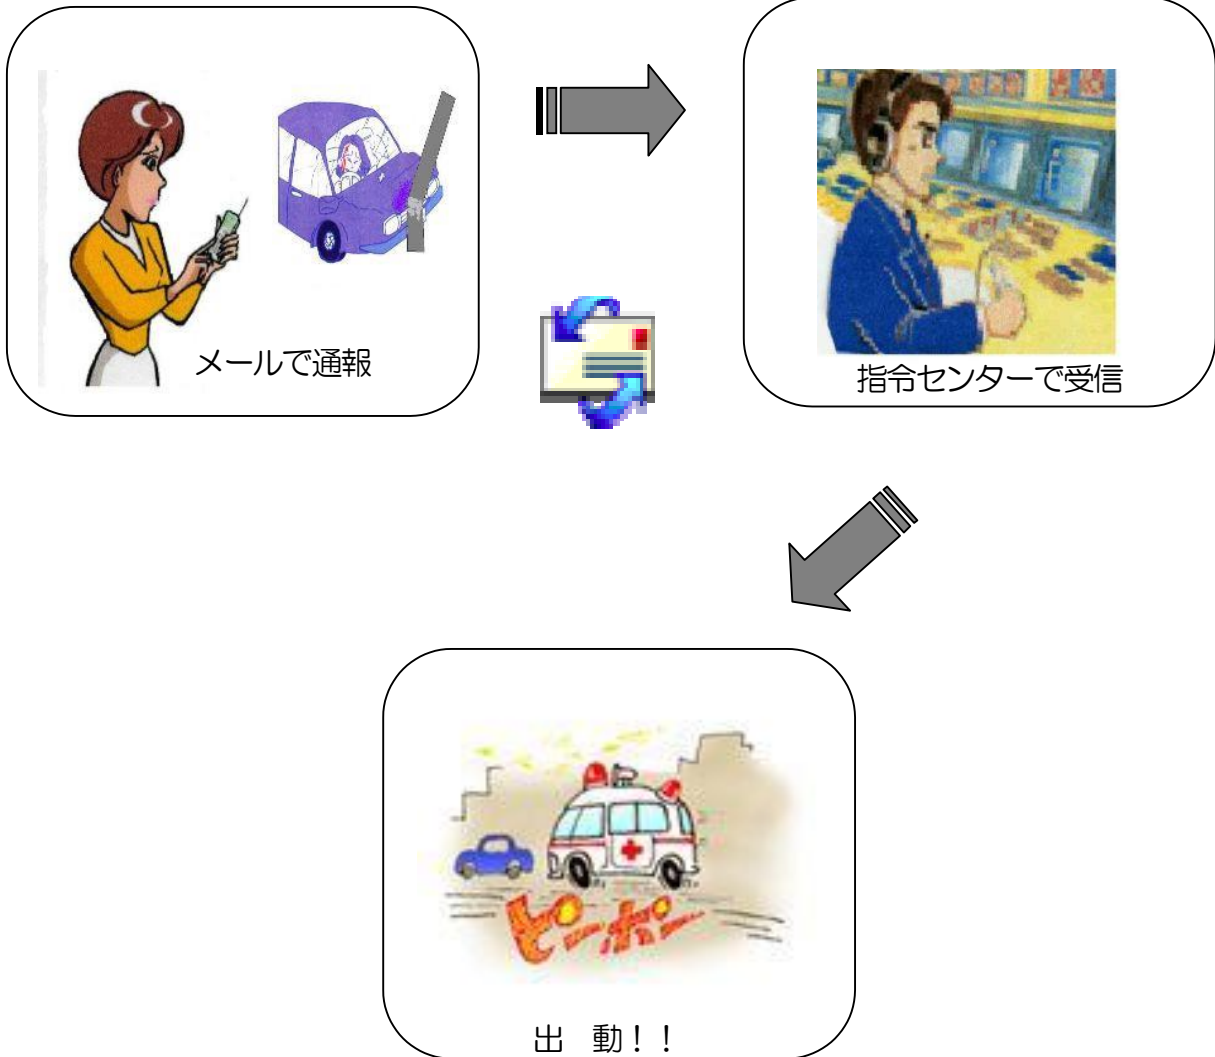 メールで通報
指令センターで受信
ピーポー
出　動！！